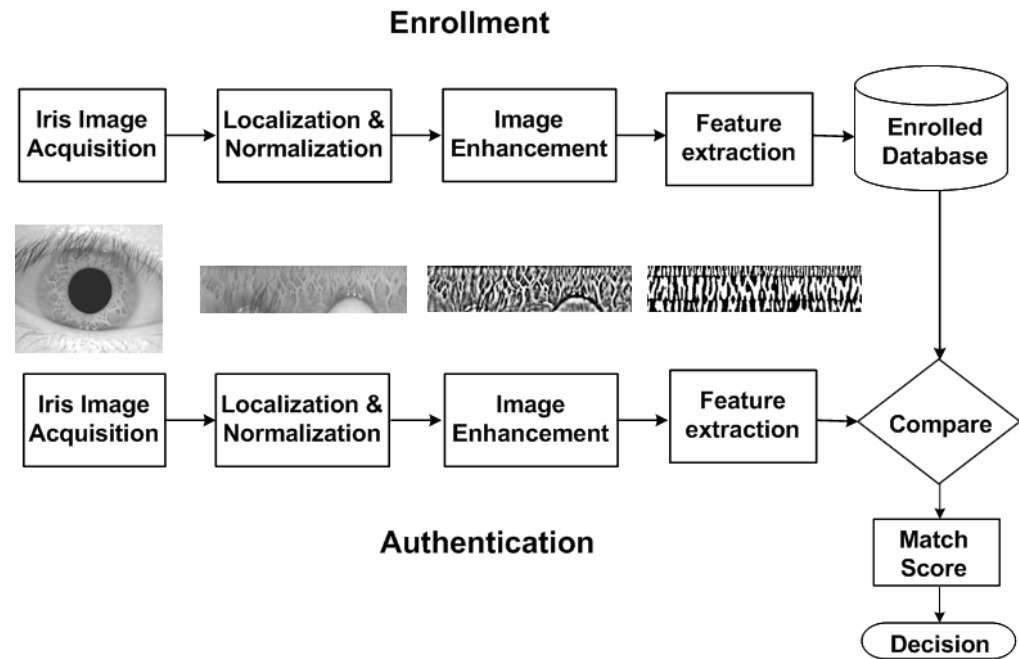 Enrollment
Iris Image
Acquisition
Localization &
Normalization
Image
Enhancement
Feature
extraction
Enrolled
Database
Iris Image
Acquisition
Localization &
Normalization
Image
Enhancement
Feature
extraction
Compare
Authentication
Match
Score
Decision